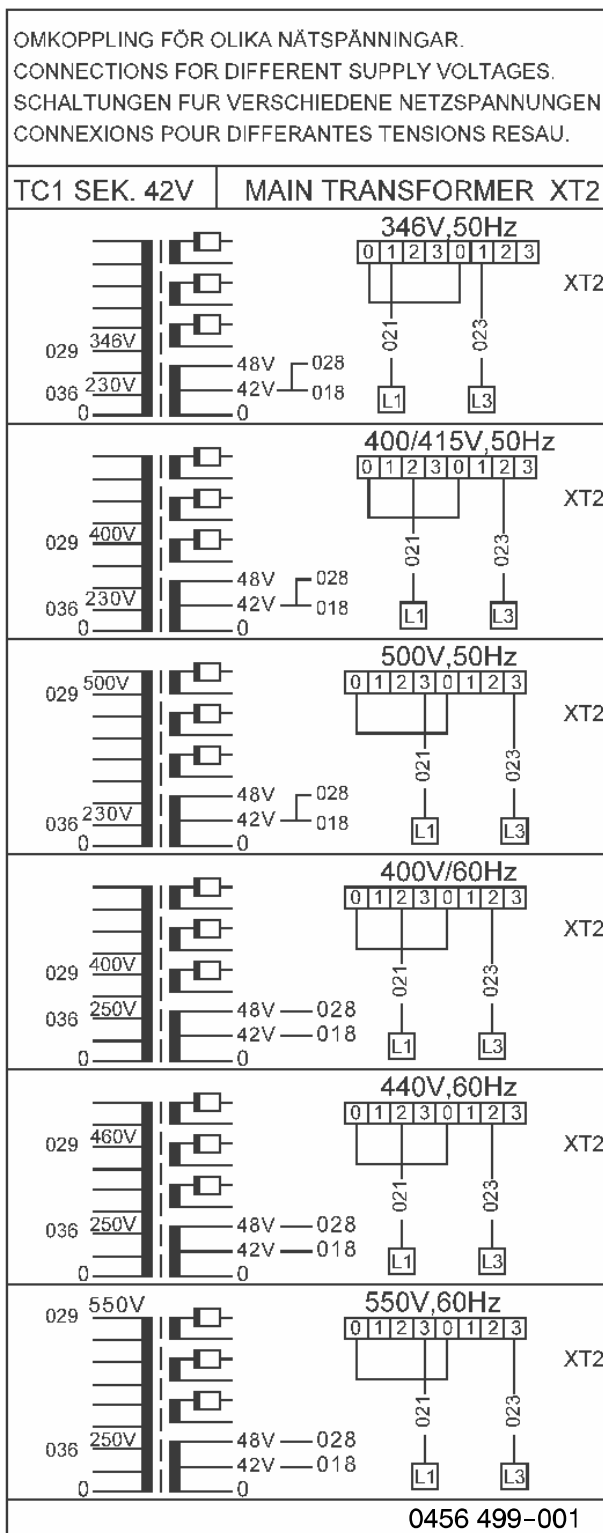 OMKOPPLING FÖR OLIKA NÄTSPÄNNINGAR.
CONNECTIONS FOR DIFFERENT SUPPLY VOLTAGES.
SCHALTUNGEN FUR VERSCHIEDENE NETZSPANNUNGEN
CONNEXIONS POUR DIFFERANTES TENSIONS RESAU.
TC1 SEK. 42V MAIN TRANSFORMER XT2
346V,50Hz
0 1 2 3 0 1 2 3
XT2
021 023
029 346V
48V 028
036 230V 42V 018
L1 L3
0 0
400/415V,50Hz
0 1 2 3 0 1 2 3
XT2
029 400V
021 023
48V 028
036 230V 42V 018
L1 L3
0 0
500V,50Hz
0 1 2 3 0 1 2 3
029 500V
XT2
021 023
48V 028
036 230V 42V 018
L1 L3
0 0
400V/60Hz
0 1 2 3 0 1 2 3
XT2
029 400V
021 023
036 250V 48V 028
42V 018
L1 L3
0 0
440V,60Hz
0 1 2 3 0 1 2 3
029 460V
XT2
021 023
036 250V 48V 028
42V 018
L1 L3
0 0
550V,60Hz
029 550V
0 1 2 3 0 1 2 3
XT2
021 023
036 250V 48V 028
42V 018
L1 L3
0 0
0456 499-001